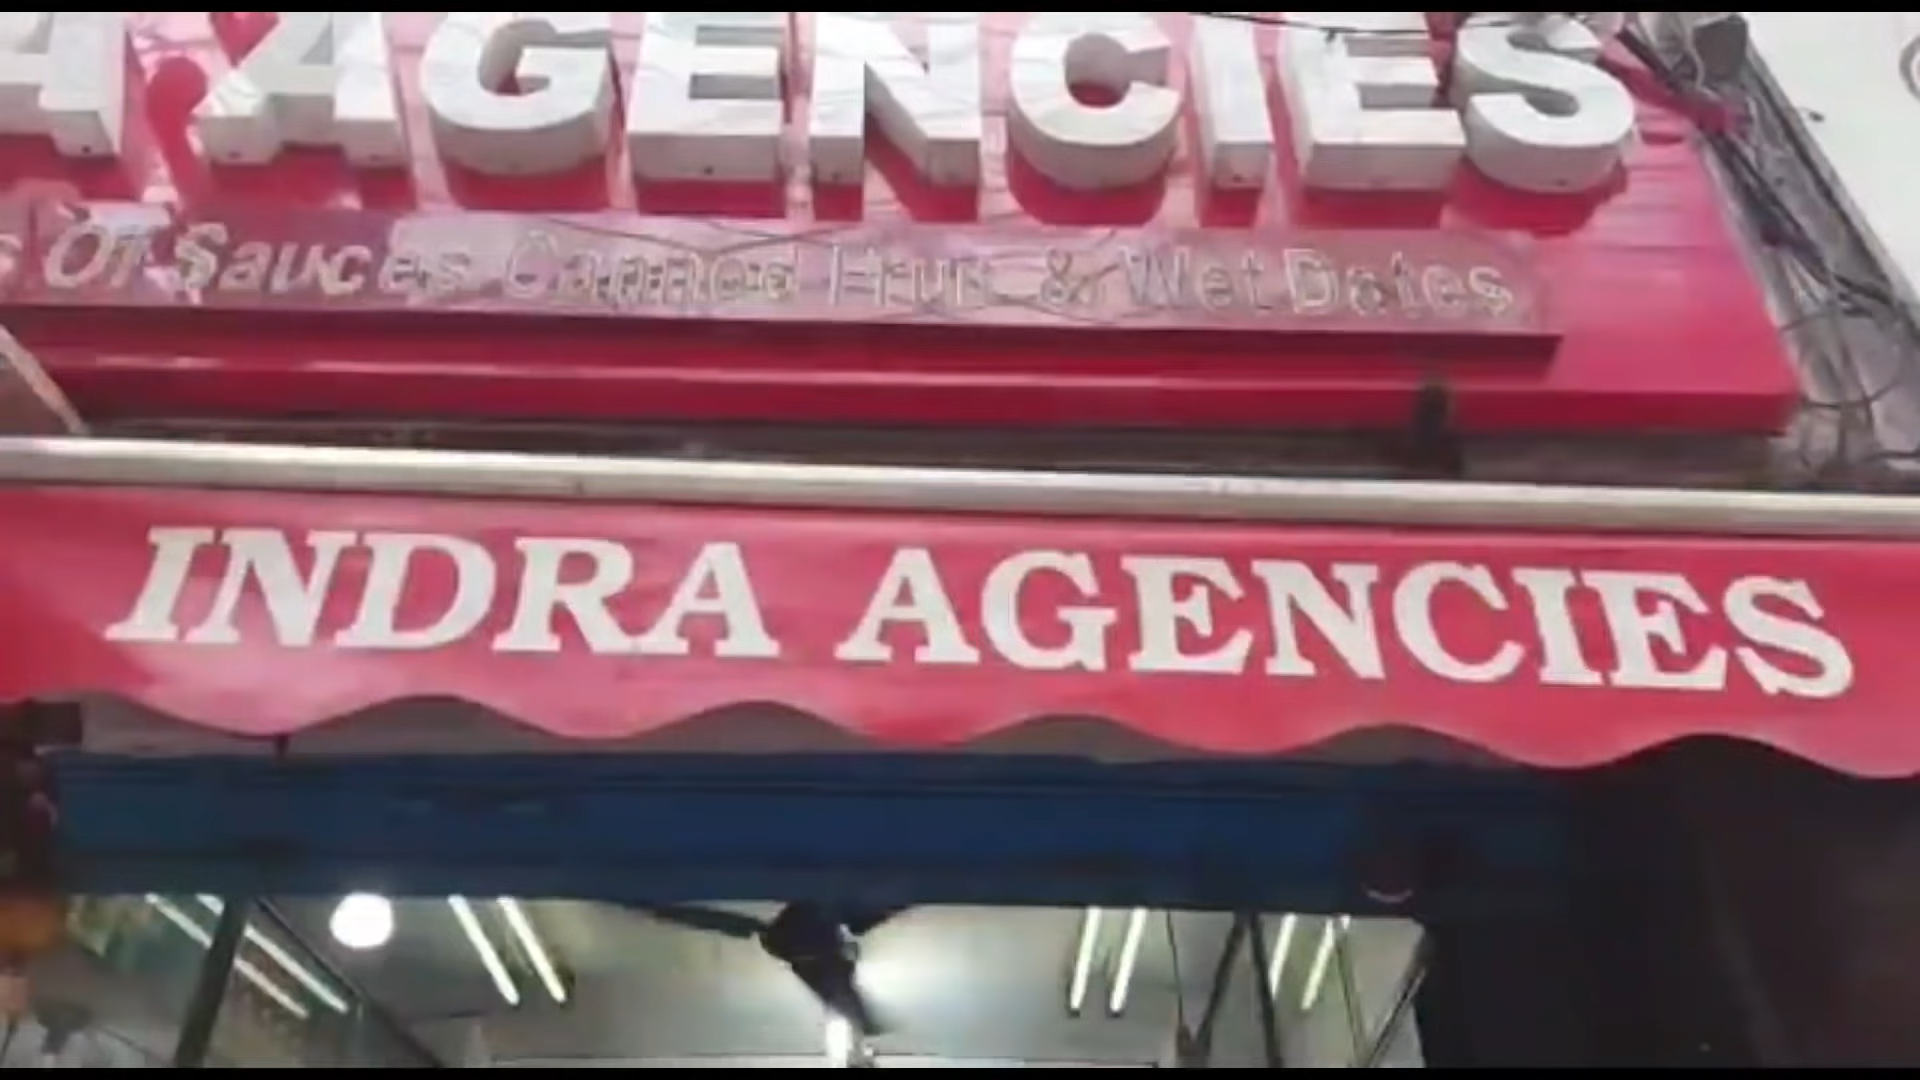 A AGENCIES
s Of Sauces Canned Fruit & Wet Dates
INDRA AGENCIES